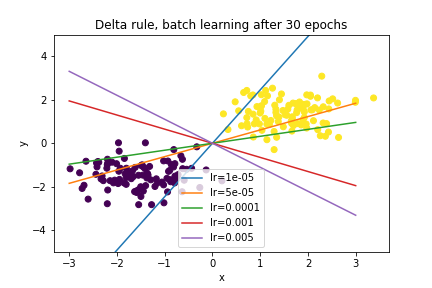 Delta rule, batch learning after 30 epochs
4
2
0
−2
−4
y
−3
−2
−1
0
1
2
3
x
lr=1e-05
lr=5e-05
lr=0.0001
lr=0.001
lr=0.005